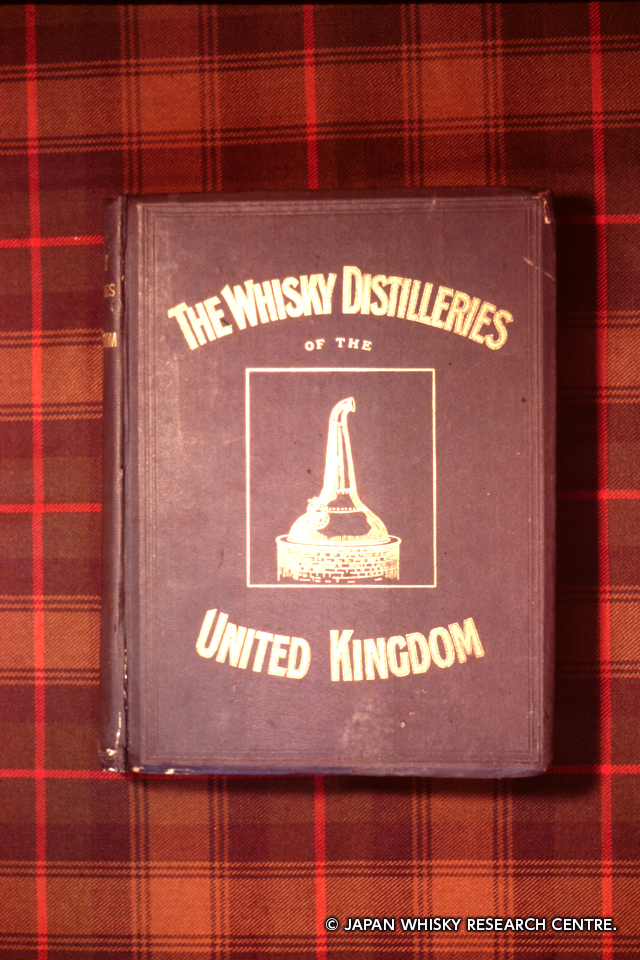 THE WHISKY DISTILLERIES
OF THE
UNITED KINGDOM
© JAPAN WHISKY RESEARCH CENTRE.